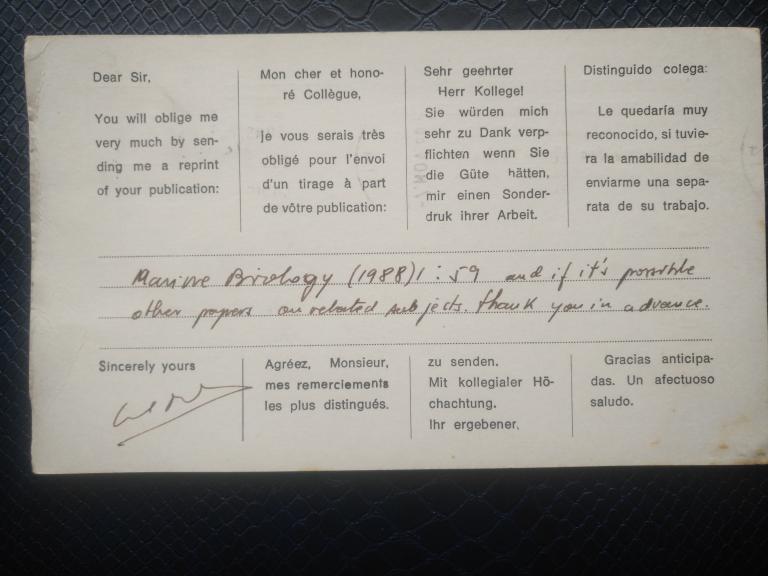 Dear Sir,
You will oblige me
very much by sen-
ding me a reprint
of your publication:
Mon cher et hono-
ré Collègue,
je vous serais très
obligé pour l'envoi
d'un tirage à part
de vôtre publication:
Sehr geehrter
Herr Kollege!
Sie würden mich
sehr zu Dank verp-
flichten wenn Sie
die Güte hätten,
mir einen Sonder-
druk ihrer Arbeit.
Distinguido colega:
Le quedaría muy
reconocido, si tuvie-
ra la amabilidad de
enviarme una sepa-
rata de su trabajo.
Marine Biology (1988) 1 : 59 and if it's possible
other papers on related subjects. Thank you in advance.
Sincerely yours
Agréez, Monsieur,
mes remerciements
les plus distingués.
zu senden.
Mit kollegialer Hö-
chachtung.
Ihr ergebener,
Gracias anticipa-
das. Un afectuoso
saludo.